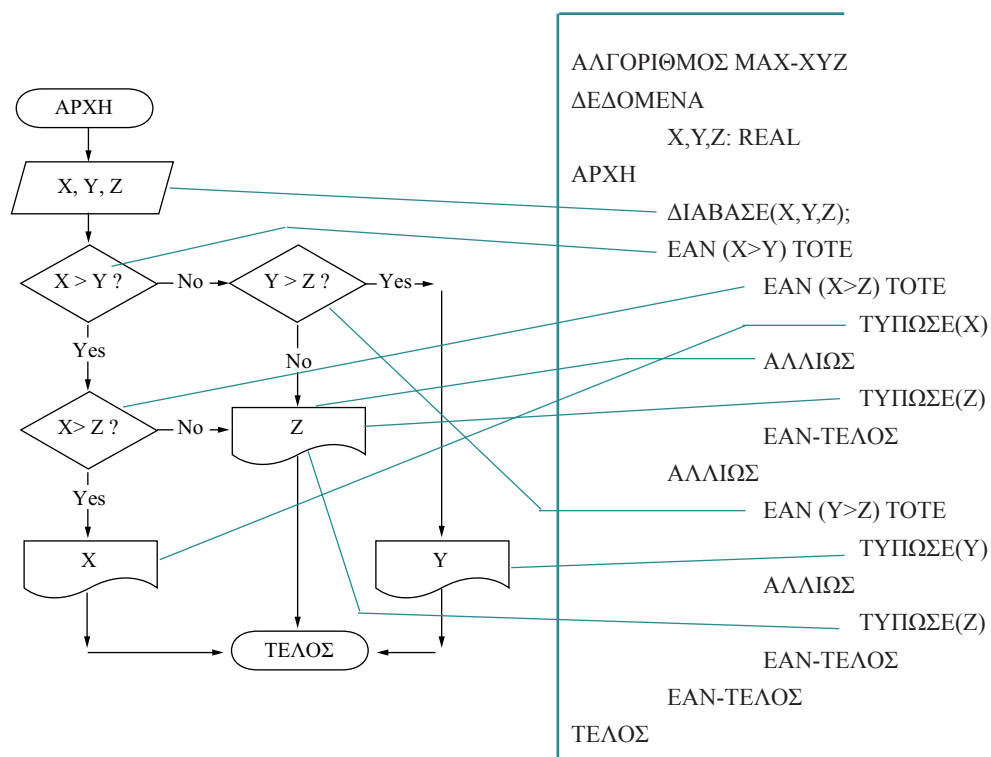 ΑΡΧΗ
X, Y, Z
X > Y ?
No
Y > Z ?
Yes
Yes
No
X> Z ?
No
Z
Yes
X
Y
ΤΕΛΟΣ
ΑΛΓΟΡΙΘΜΟΣ MAX-XYZ
ΔΕΔΟΜΕΝΑ
X,Y,Z: REAL
ΑΡΧΗ
ΔΙΑΒΑΣΕ(X,Y,Z);
ΕΑΝ (X>Y) ΤΟΤΕ
ΕΑΝ (X>Z) ΤΟΤΕ
ΤΥΠΩΣΕ(X)
ΑΛΛΙΩΣ
ΤΥΠΩΣΕ(Z)
ΕΑΝ-ΤΕΛΟΣ
ΑΛΛΙΩΣ
ΕΑΝ (Y>Z) ΤΟΤΕ
ΤΥΠΩΣΕ(Y)
ΑΛΛΙΩΣ
ΤΥΠΩΣΕ(Z)
ΕΑΝ-ΤΕΛΟΣ
ΕΑΝ-ΤΕΛΟΣ
ΤΕΛΟΣ